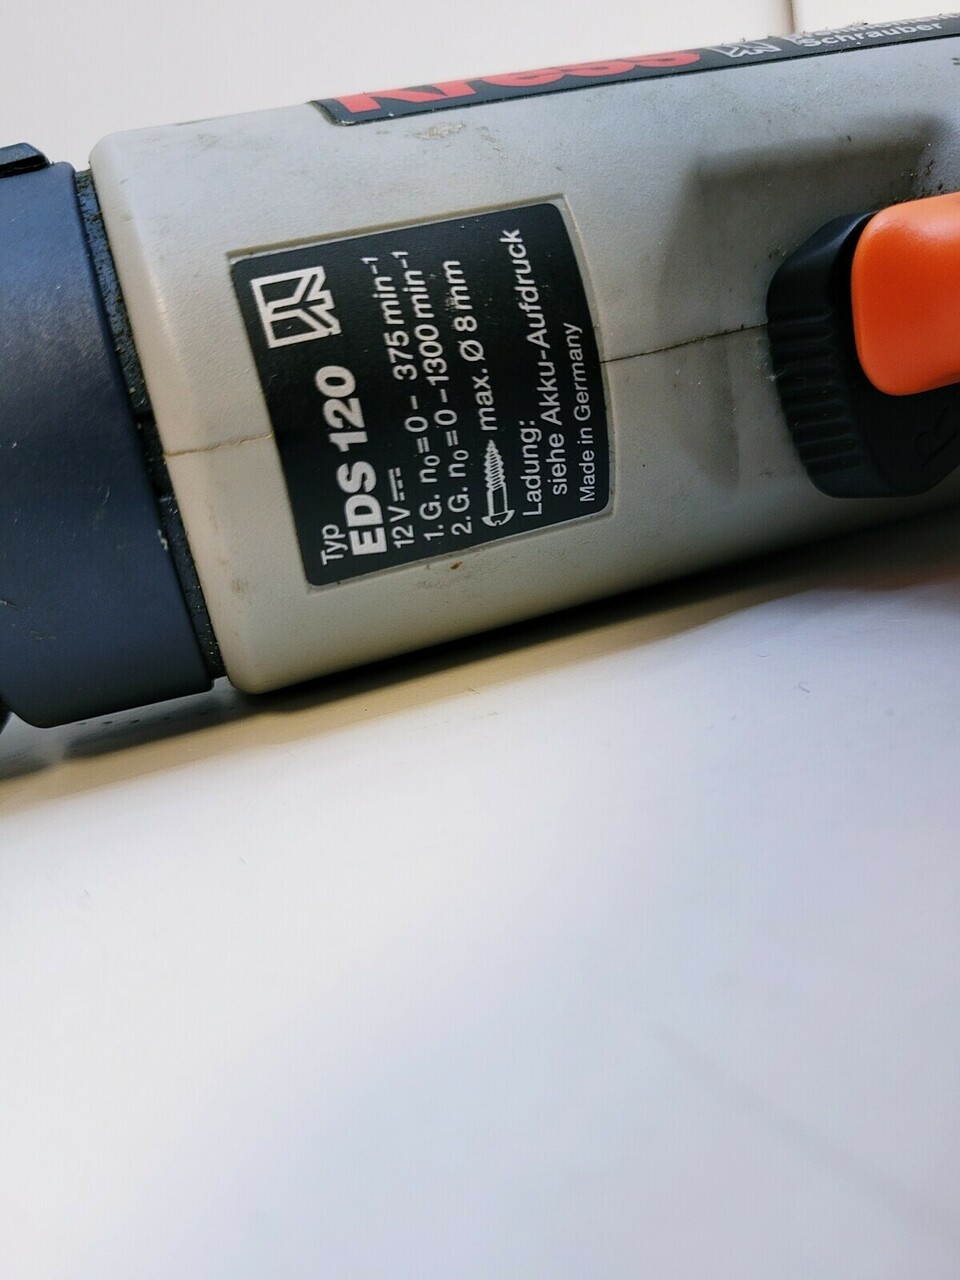 Kress
Schrauber
Typ
EDS 120
12 V
1. G. n₀ = 0 – 375 min⁻¹
2. G. n₀ = 0 – 1300 min⁻¹
max. Ø 8 mm
Ladung:
siehe Akku-Aufdruck
Made in Germany